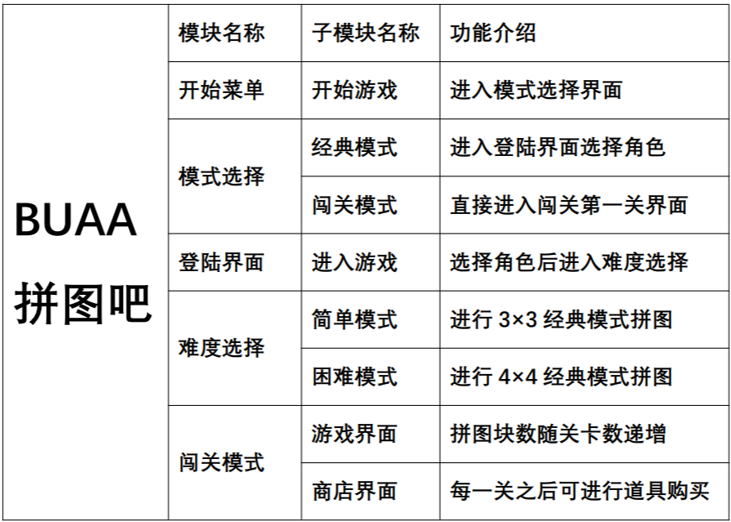 BUAA
拼图吧
模块名称 子模块名称 功能介绍
开始菜单 开始游戏 进入模式选择界面
模式选择 经典模式 进入登陆界面选择角色
闯关模式 直接进入闯关第一关界面
登陆界面 进入游戏 选择角色后进入难度选择
难度选择 简单模式 进行 3×3 经典模式拼图
困难模式 进行 4×4 经典模式拼图
闯关模式 游戏界面 拼图块数随关卡数递增
商店界面 每一关之后可进行道具购买